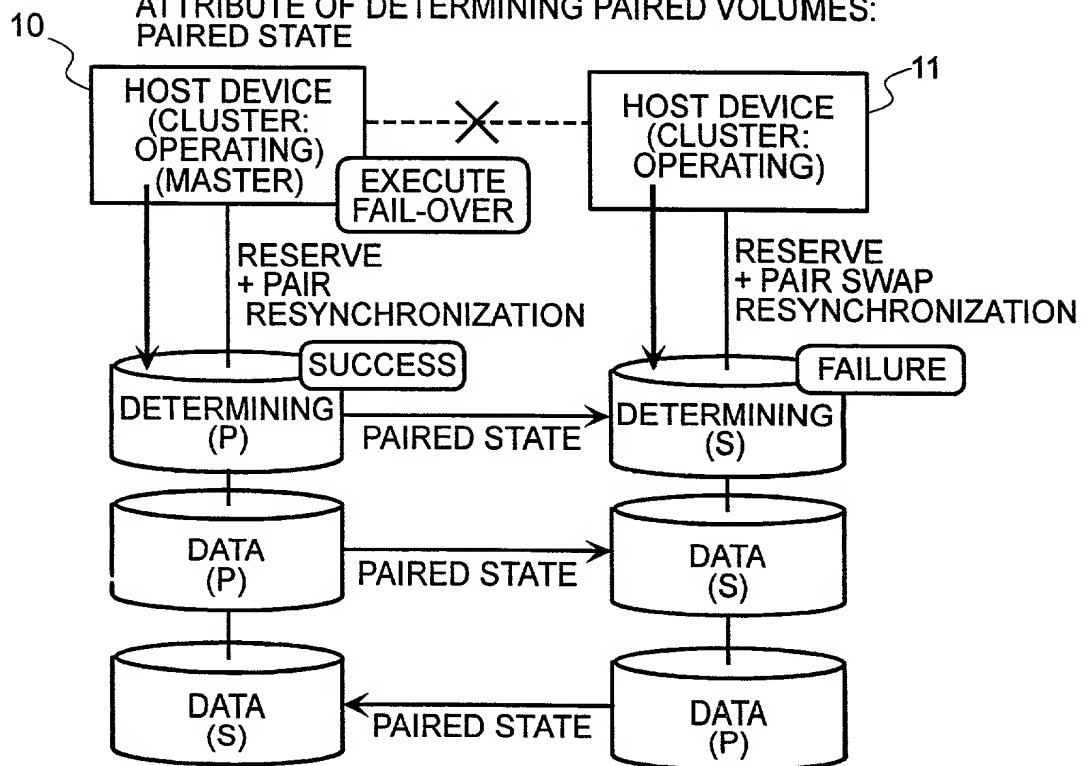 ATTRIBUTE OF DETERMINING PAIRED VOLUMES:
PAIRED STATE
10
11
HOST DEVICE
(CLUSTER:
OPERATING)
(MASTER)
EXECUTE
FAIL-OVER
HOST DEVICE
(CLUSTER:
OPERATING)
RESERVE
+ PAIR
RESYNCHRONIZATION
RESERVE
+ PAIR SWAP
RESYNCHRONIZATION
SUCCESS
FAILURE
DETERMINING
(P)
PAIRED STATE
DETERMINING
(S)
DATA
(P)
PAIRED STATE
DATA
(S)
DATA
(S)
PAIRED STATE
DATA
(P)